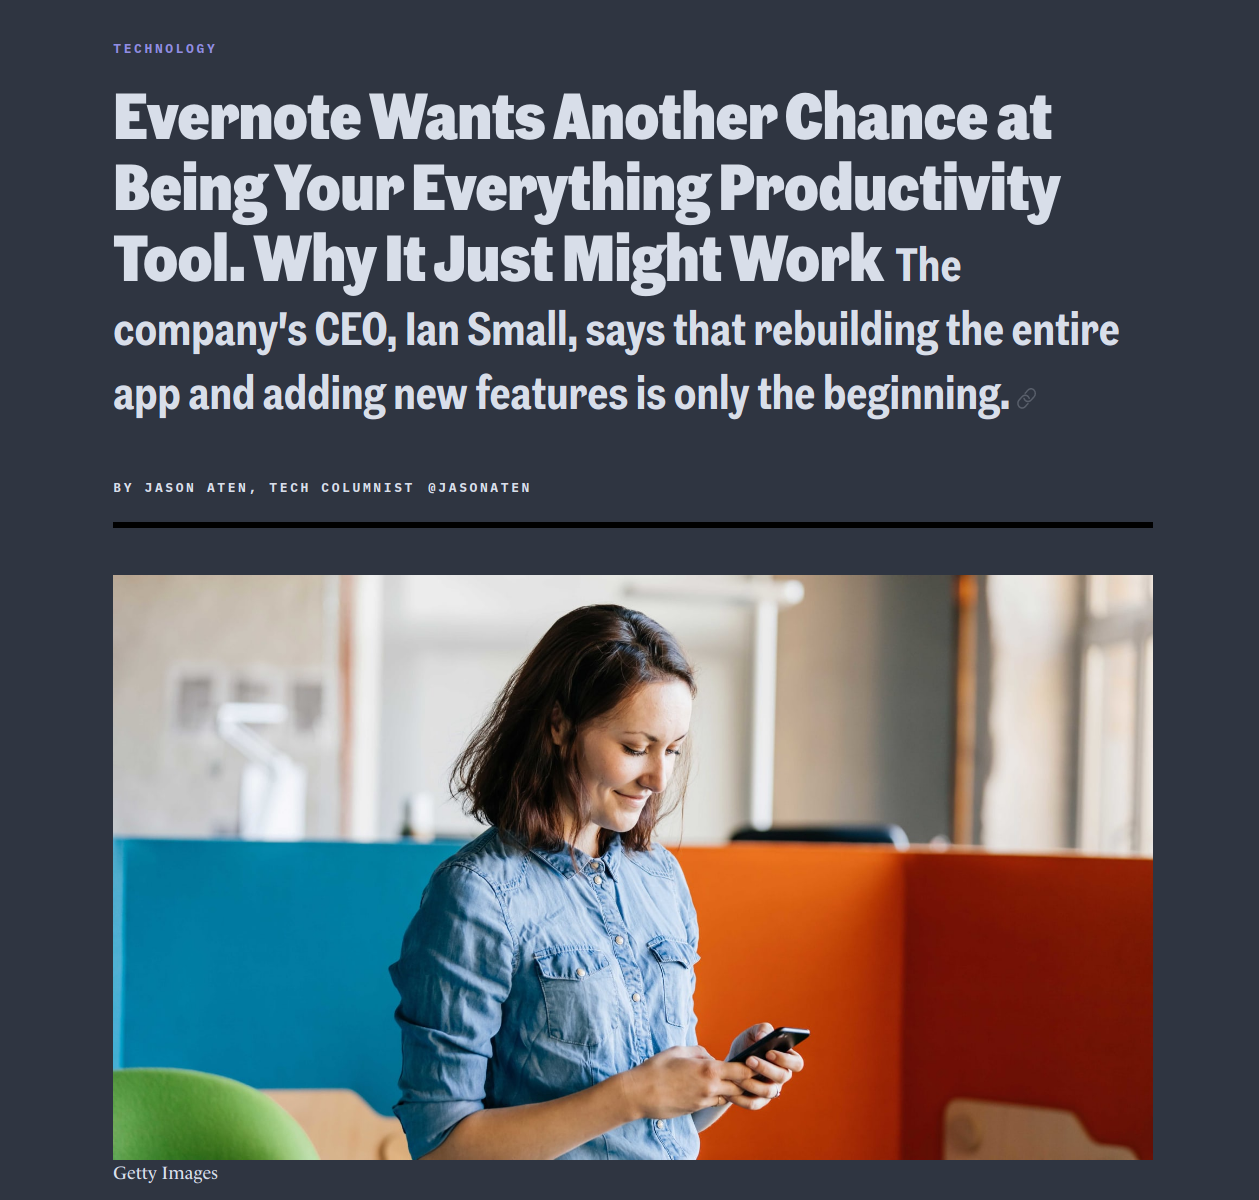 TECHNOLOGY
Evernote Wants Another Chance at
Being Your Everything Productivity
Tool. Why It Just Might Work The
company's CEO, Ian Small, says that rebuilding the entire
app and adding new features is only the beginning.
BY JASON ATEN, TECH COLUMNIST @JASONATEN
Getty Images